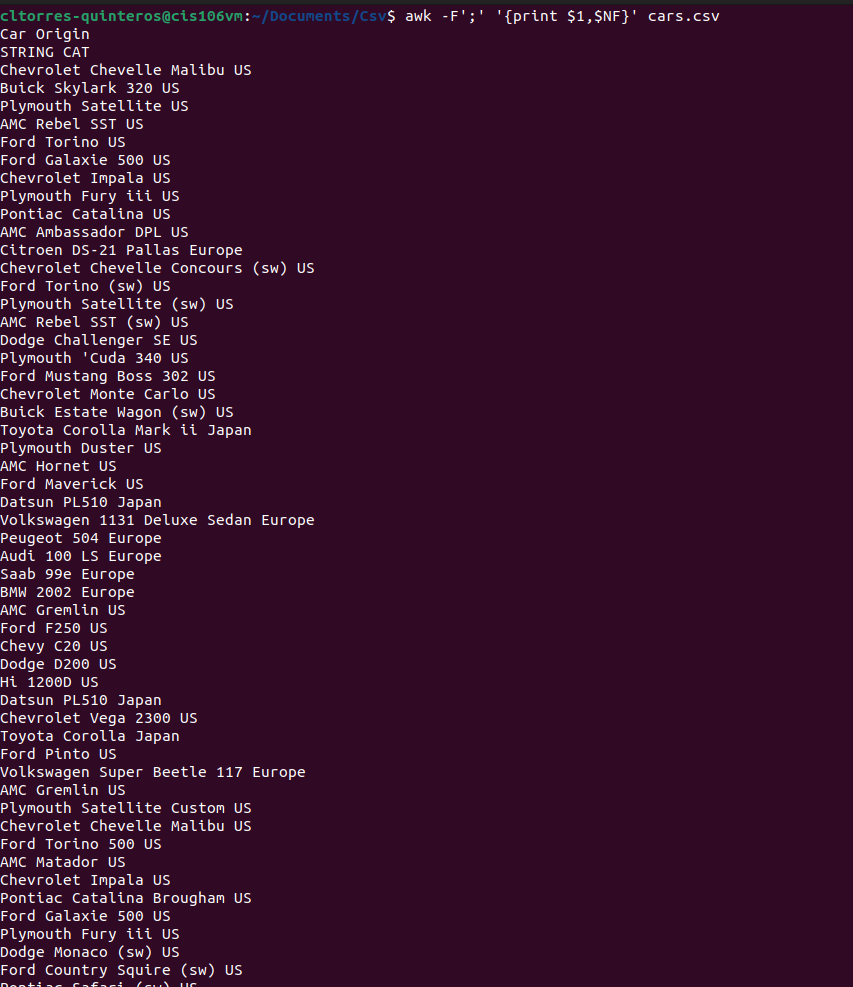 cltorres-quinteros@cis106vm:~/Documents/Csv$ awk -F';' '{print $1,$NF}' cars.csv
Car Origin
STRING CAT
Chevrolet Chevelle Malibu US
Buick Skylark 320 US
Plymouth Satellite US
AMC Rebel SST US
Ford Torino US
Ford Galaxie 500 US
Chevrolet Impala US
Plymouth Fury iii US
Pontiac Catalina US
AMC Ambassador DPL US
Citroen DS-21 Pallas Europe
Chevrolet Chevelle Concours (sw) US
Ford Torino (sw) US
Plymouth Satellite (sw) US
AMC Rebel SST (sw) US
Dodge Challenger SE US
Plymouth 'Cuda 340 US
Ford Mustang Boss 302 US
Chevrolet Monte Carlo US
Buick Estate Wagon (sw) US
Toyota Corolla Mark ii Japan
Plymouth Duster US
AMC Hornet US
Ford Maverick US
Datsun PL510 Japan
Volkswagen 1131 Deluxe Sedan Europe
Peugeot 504 Europe
Audi 100 LS Europe
Saab 99e Europe
BMW 2002 Europe
AMC Gremlin US
Ford F250 US
Chevy C20 US
Dodge D200 US
Hi 1200D US
Datsun PL510 Japan
Chevrolet Vega 2300 US
Toyota Corolla Japan
Ford Pinto US
Volkswagen Super Beetle 117 Europe
AMC Gremlin US
Plymouth Satellite Custom US
Chevrolet Chevelle Malibu US
Ford Torino 500 US
AMC Matador US
Chevrolet Impala US
Pontiac Catalina Brougham US
Ford Galaxie 500 US
Plymouth Fury iii US
Dodge Monaco (sw) US
Ford Country Squire (sw) US
Pontiac Safari (sw) US